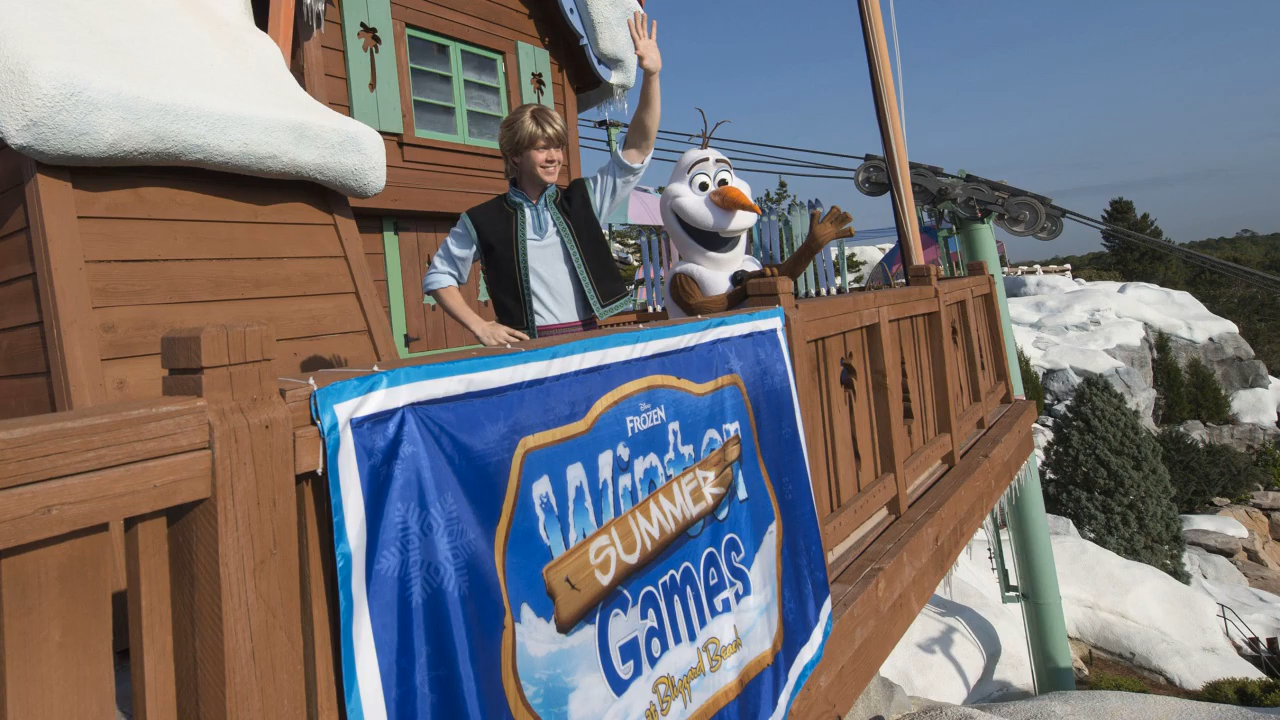 Disney
FROZEN
Winter
SUMMER
Games
at Blizzard Beach